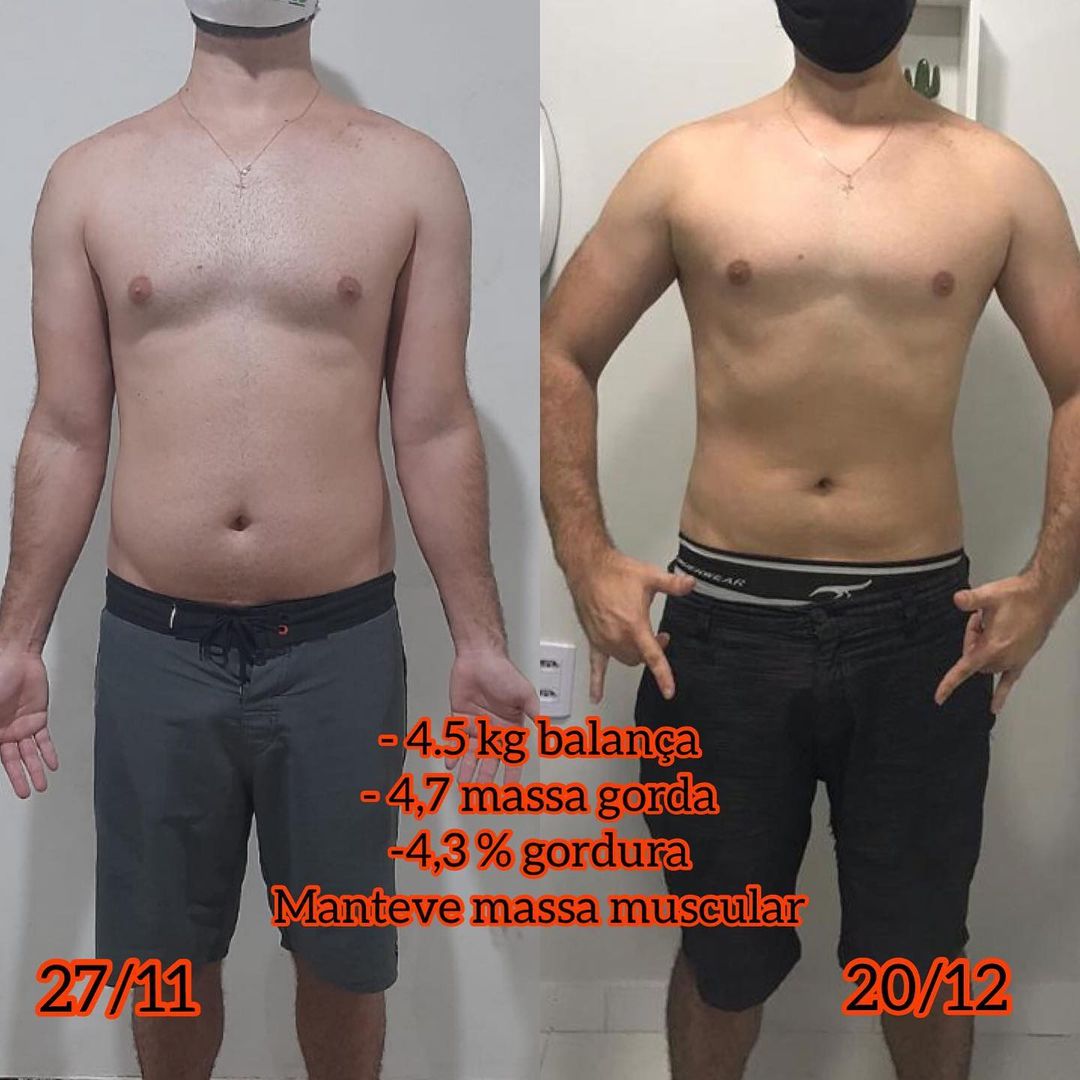 - 4.5 kg balança
- 4,7 massa gorda
-4,3 % gordura
Manteve massa muscular
27/11
20/12